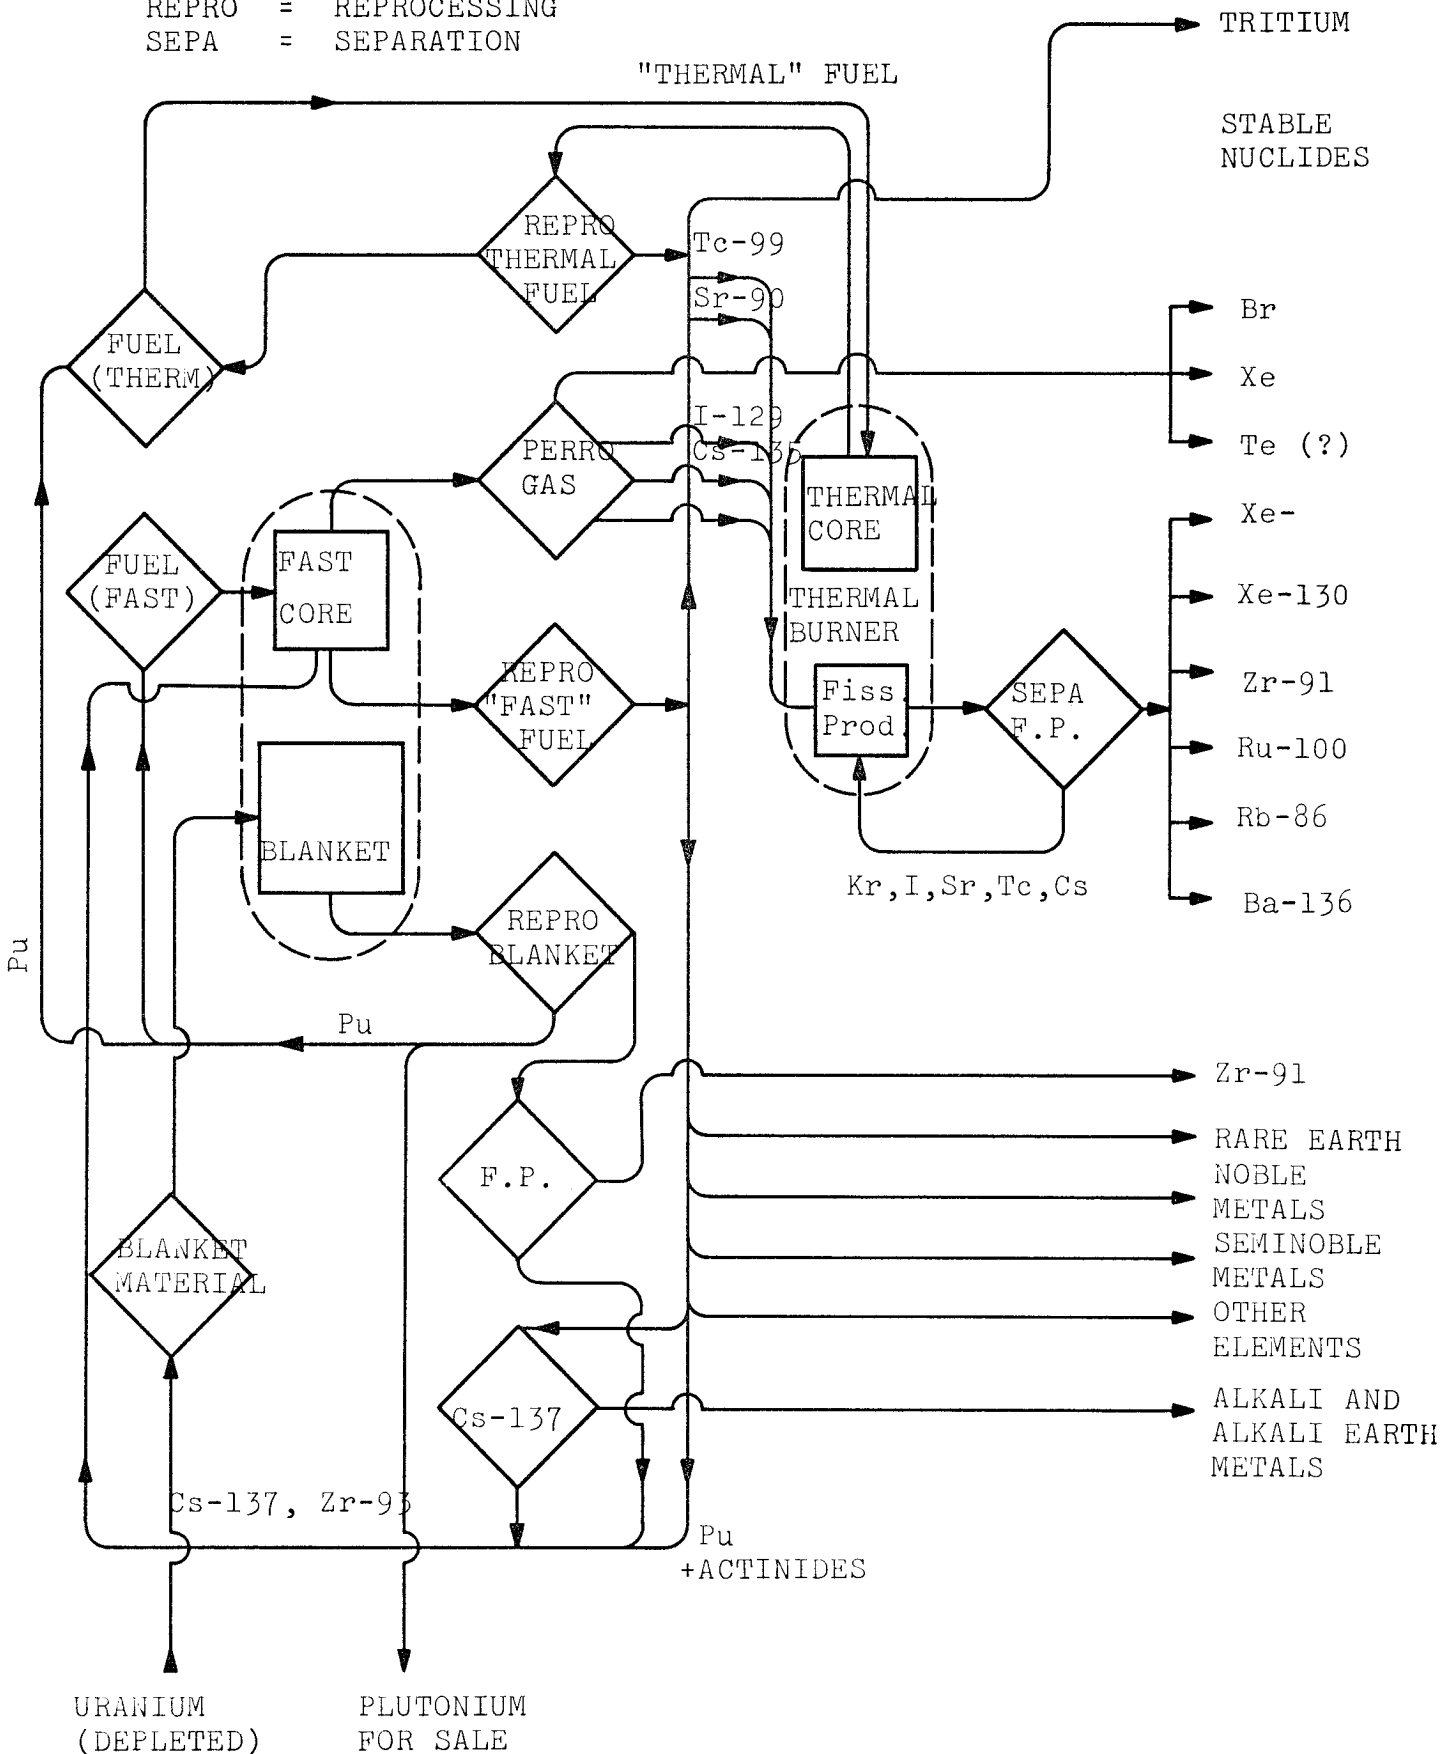 REPRO = REPROCESSING
SEPA = SEPARATION
TRITIUM
"THERMAL" FUEL
STABLE
NUCLIDES
REPRO
THERMAL
FUEL
Tc-99
Sr-90
Br
FUEL
(THERM)
Xe
I-129
Cs-135
PERRO
GAS
Te (?)
THERMAL
CORE
Xe-
FUEL
(FAST)
FAST
CORE
THERMAL
BURNER
Xe-130
REPRO
"FAST"
FUEL
Fiss.
Prod.
SEPA
F.P.
Zr-91
Ru-100
Rb-86
BLANKET
Kr,I,Sr,Tc,Cs
Ba-136
REPRO
BLANKET
Pu
Pu
Zr-91
F.P.
RARE EARTH
NOBLE
METALS
SEMINOBLE
METALS
BLANKET
MATERIAL
OTHER
ELEMENTS
Cs-137
ALKALI AND
ALKALI EARTH
METALS
Cs-137, Zr-93
Pu
+ACTINIDES
URANIUM
(DEPLETED)
PLUTONIUM
FOR SALE